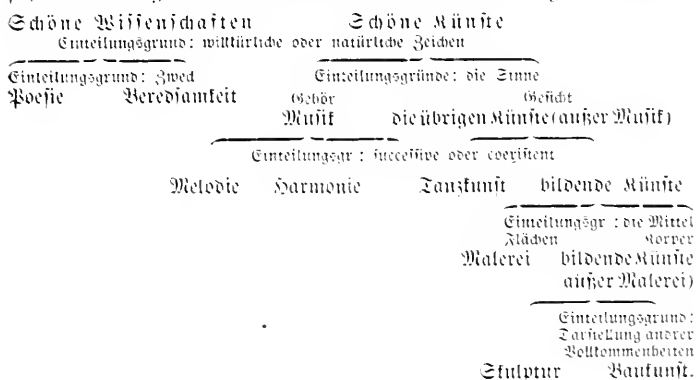 Schöne Wissenschaften Schöne Künste
Einteilungsgrund: willkürliche oder natürliche Zeichen
Einteilungsgrund: Zweck Einteilungsgründe: die Sinne
Poesie Beredsamkeit Gehör Gesicht
Musik die übrigen Künste (außer Musik)
Einteilungsgr: successive oder coexistent
Melodie Harmonie Tanzkunst bildende Künste
Einteilungsgr: die Mittel
Flächen Körper
Malerei bildende Künste
außer Malerei)
Einteilungsgrund:
Darstellung andrer
Vollkommenheiten
Skulptur Baukunst.